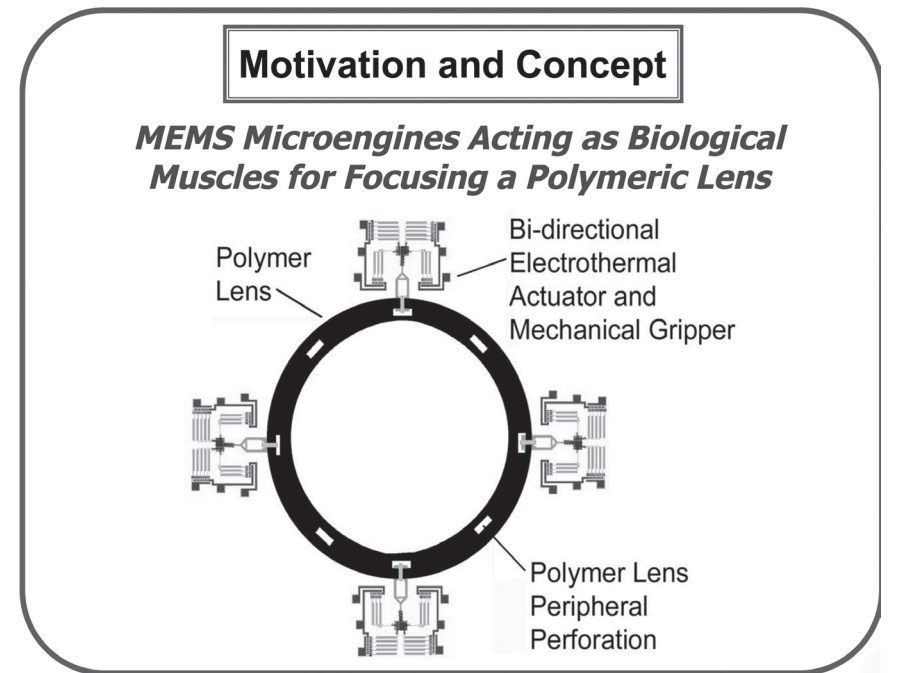 Motivation and Concept
MEMS Microengines Acting as Biological
Muscles for Focusing a Polymeric Lens
Polymer
Lens
Bi-directional
Electrothermal
Actuator and
Mechanical Gripper
Polymer Lens
Peripheral
Perforation